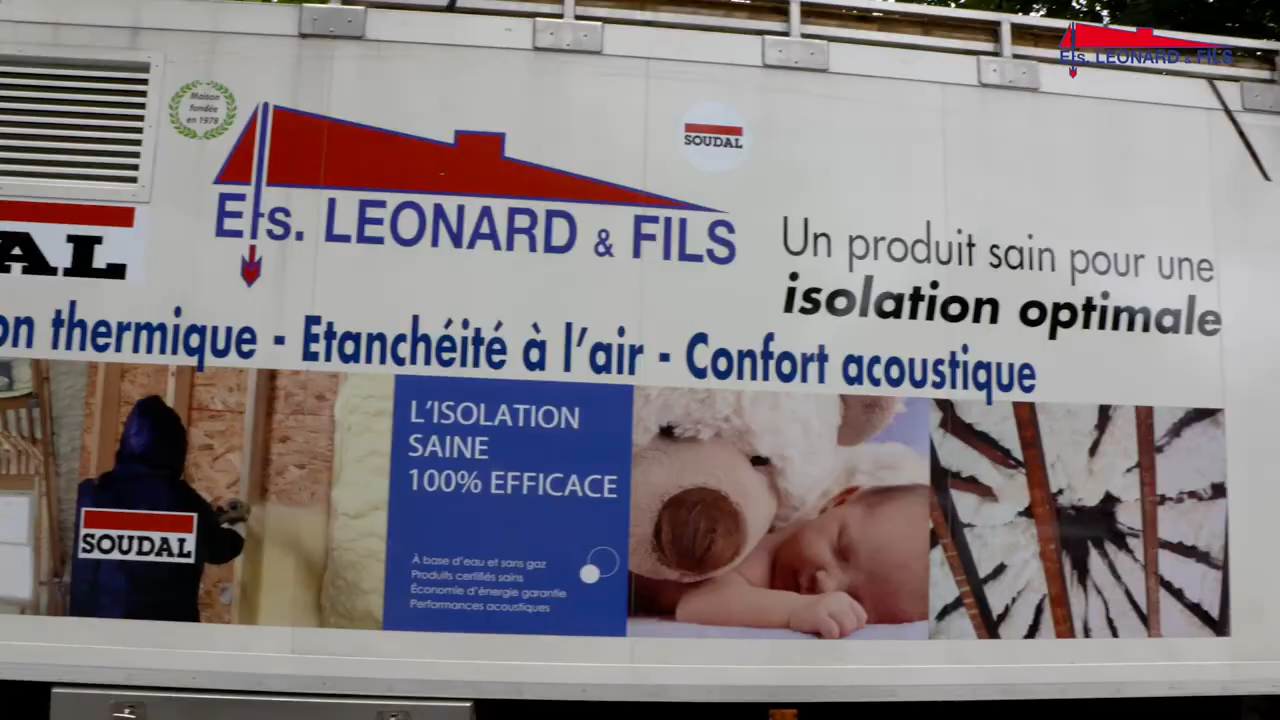 Ets. LEONARD & FILS
Maison
fondée
en 1978
SOUDAL
Ets. LEONARD & FILS
AL
Un produit sain pour une
isolation optimale
on thermique - Etanchéité à l'air - Confort acoustique
L'ISOLATION
SAINE
100% EFFICACE
SOUDAL
À base d'eau et sans gaz
Produits certifiés sains
Économie d'énergie garantie
Performances acoustiques